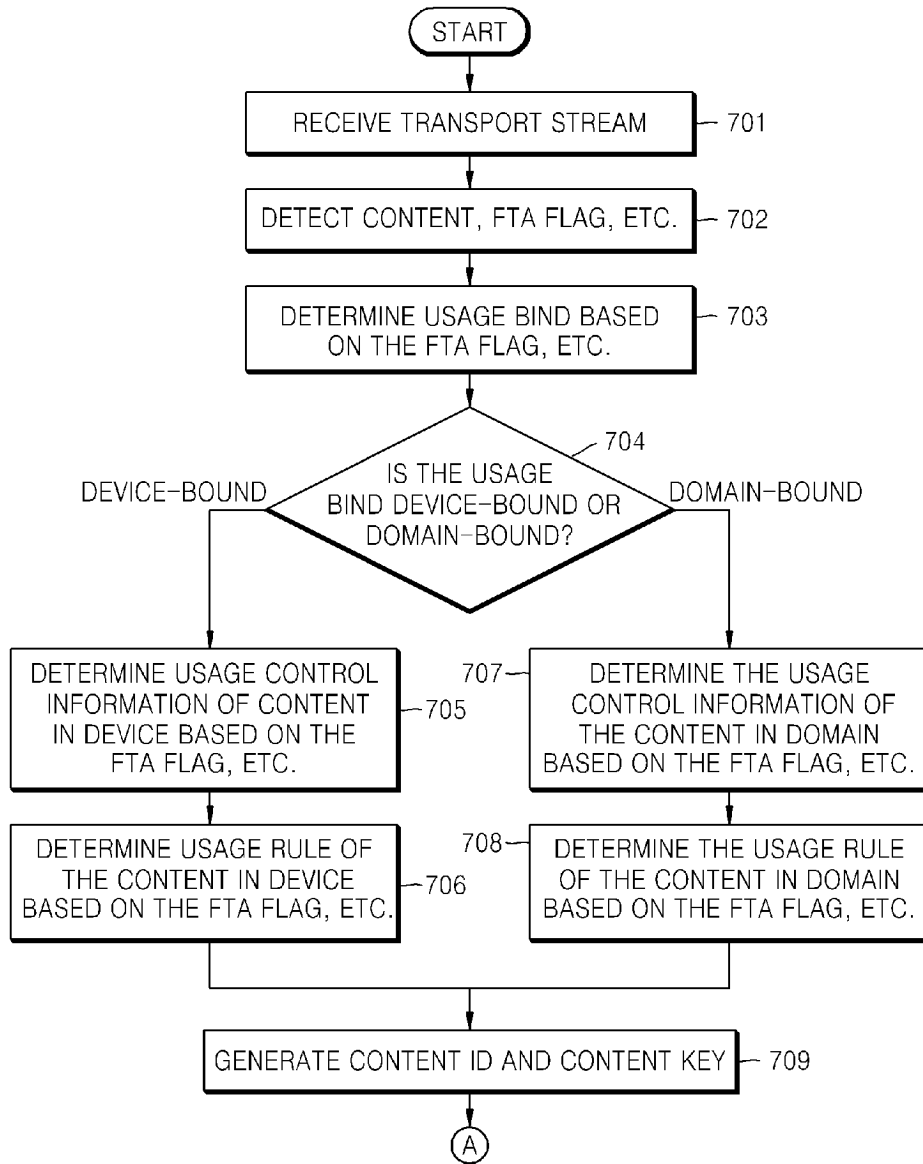 START
RECEIVE TRANSPORT STREAM
701
DETECT CONTENT, FTA FLAG, ETC.
702
DETERMINE USAGE BIND BASED
ON THE FTA FLAG, ETC.
703
704
IS THE USAGE
BIND DEVICE-BOUND OR
DOMAIN-BOUND?
DEVICE-BOUND
DOMAIN-BOUND
DETERMINE USAGE CONTROL
INFORMATION OF CONTENT
IN DEVICE BASED ON THE
FTA FLAG, ETC.
705
DETERMINE USAGE RULE OF
THE CONTENT IN DEVICE
BASED ON THE FTA FLAG, ETC.
706
707
DETERMINE THE USAGE
CONTROL INFORMATION OF
THE CONTENT IN DOMAIN
BASED ON THE FTA FLAG, ETC.
708
DETERMINE THE USAGE RULE
OF THE CONTENT IN DOMAIN
BASED ON THE FTA FLAG, ETC.
GENERATE CONTENT ID AND CONTENT KEY
709
A